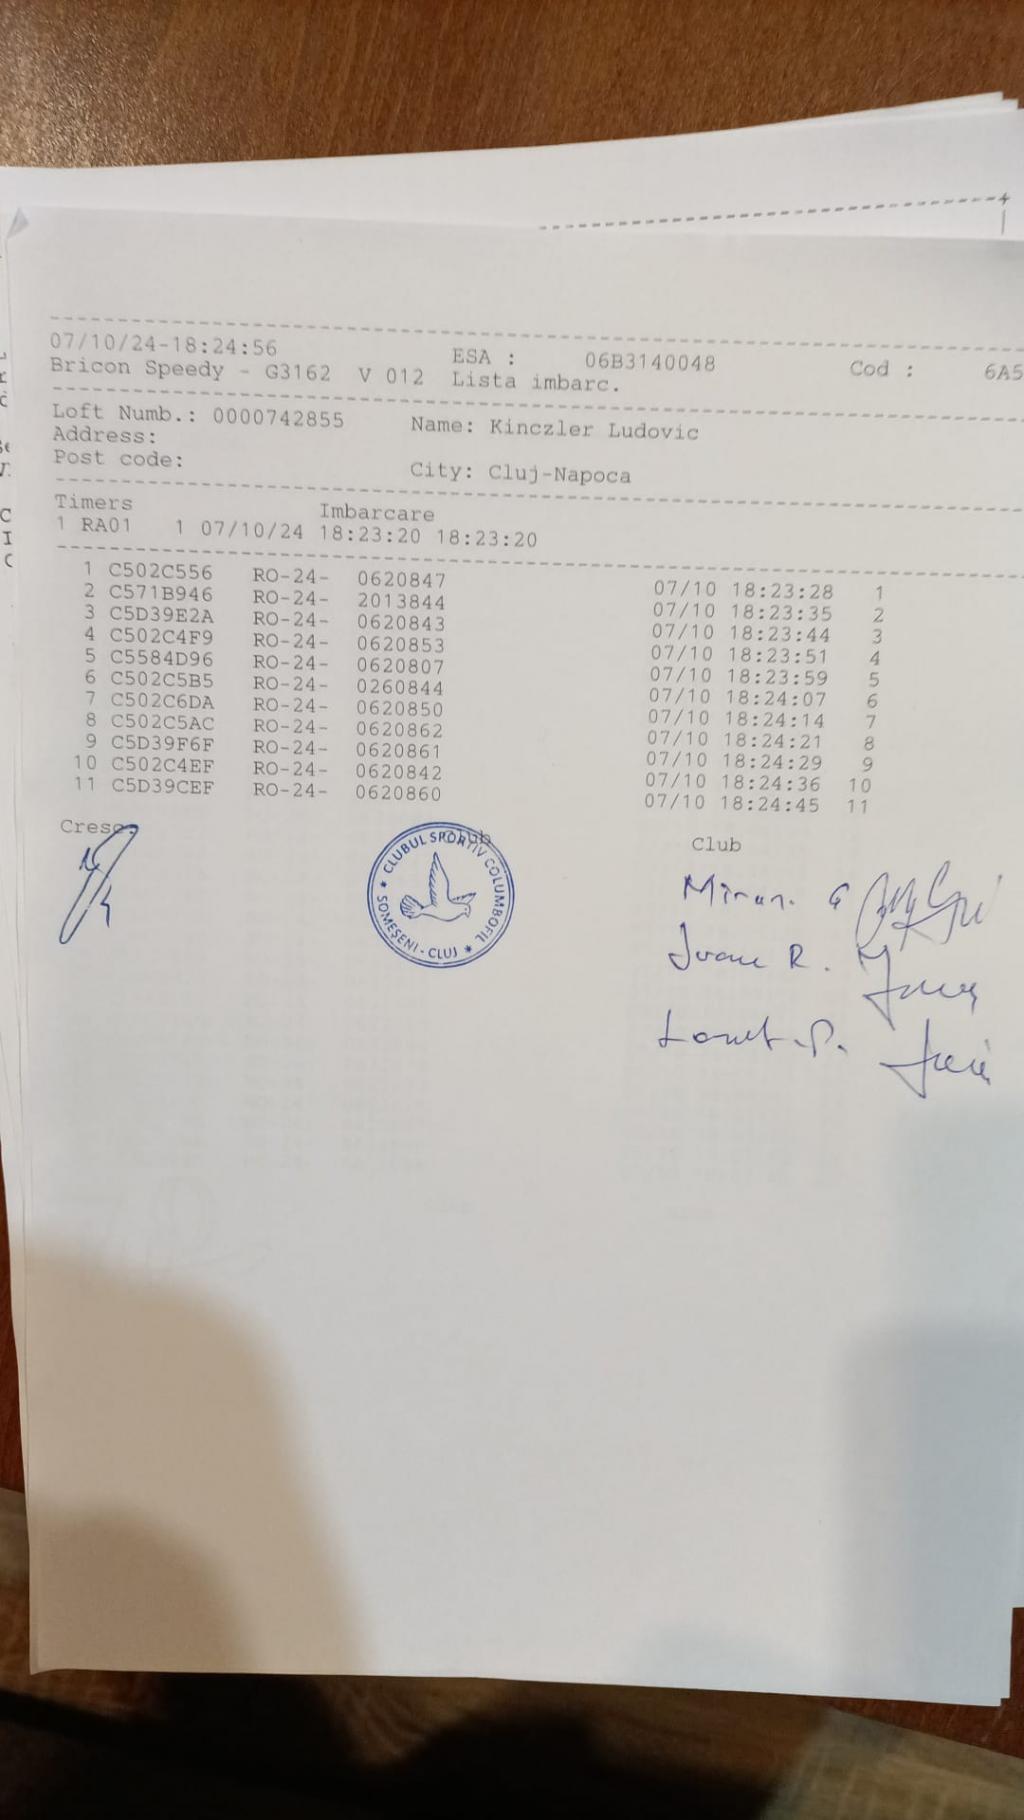 07/10/24-18:24:56 ESA : 06B3140048 Cod : 6A5
Bricon Speedy - G3162 V 012 Lista imbarc.
Loft Numb.: 0000742855 Name: Kinczler Ludovic
Address:
Post code: City: Cluj-Napoca
Timers Imbarcare
1 RA01 1 07/10/24 18:23:20 18:23:20
1 C502C556 RO-24- 0620847 07/10 18:23:28 1
2 C571B946 RO-24- 2013844 07/10 18:23:35 2
3 C5D39E2A RO-24- 0620843 07/10 18:23:44 3
4 C502C4F9 RO-24- 0620853 07/10 18:23:51 4
5 C5584D96 RO-24- 0620807 07/10 18:23:59 5
6 C502C5B5 RO-24- 0260844 07/10 18:24:07 6
7 C502C6DA RO-24- 0620850 07/10 18:24:14 7
8 C502C5AC RO-24- 0620862 07/10 18:24:21 8
9 C5D39F6F RO-24- 0620861 07/10 18:24:29 9
10 C502C4EF RO-24- 0620842 07/10 18:24:36 10
11 C5D39CEF RO-24- 0620860 07/10 18:24:45 11
Cresc. Club Club
CLUBUL SPORTIV COLUMBOFIL
SOMEȘENI - CLUJ